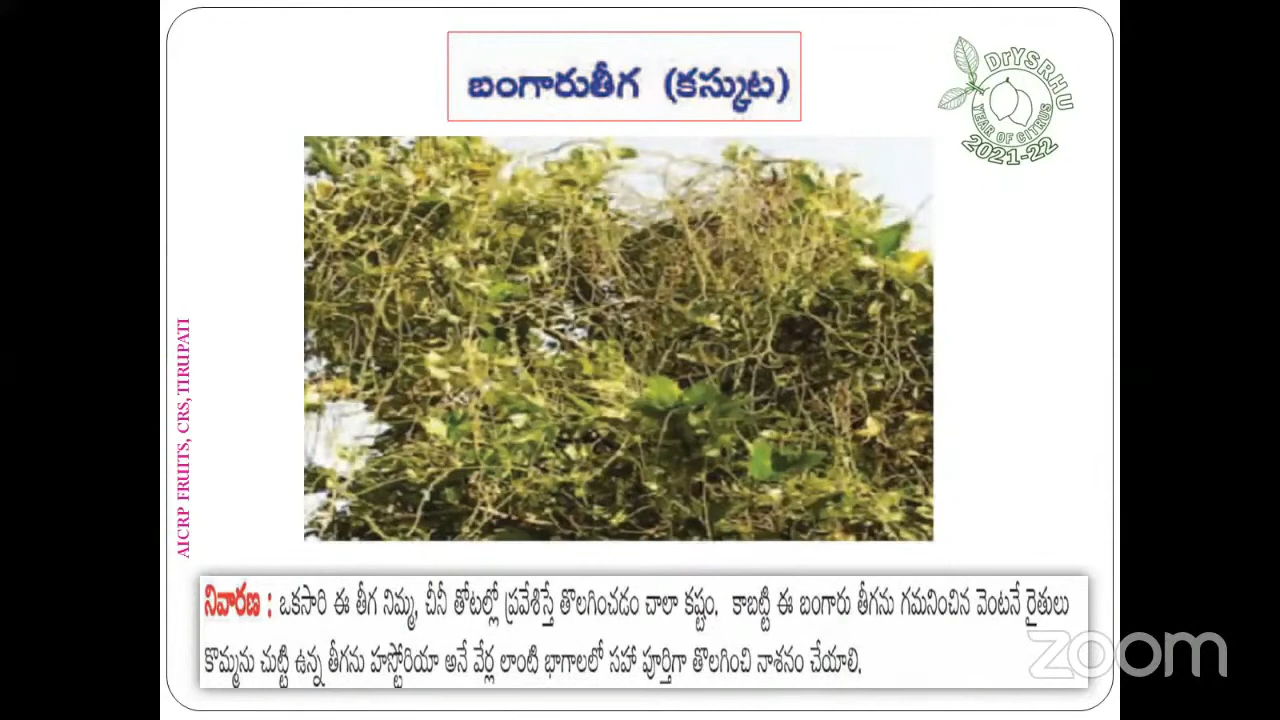 బంగారుతీగ (కస్కుట)
DrYSRHU
YEAR OF CITRUS
2021-22
AICRP FRUITS, CRS, TIRUPATI
నివారణ : ఒకసారి ఈ తీగ నిమ్మ, చీనీ తోటల్లో ప్రవేశిస్తే తొలగించడం చాలా కష్టం. కాబట్టి ఈ బంగారు తీగను గమనించిన వెంటనే రైతులు
కొమ్మను చుట్టి ఉన్న తీగను హస్టోరియా అనే వేర్ల లాంటి భాగాలలో సహా పూర్తిగా తొలగించి నాశనం చేయాలి.
zoom